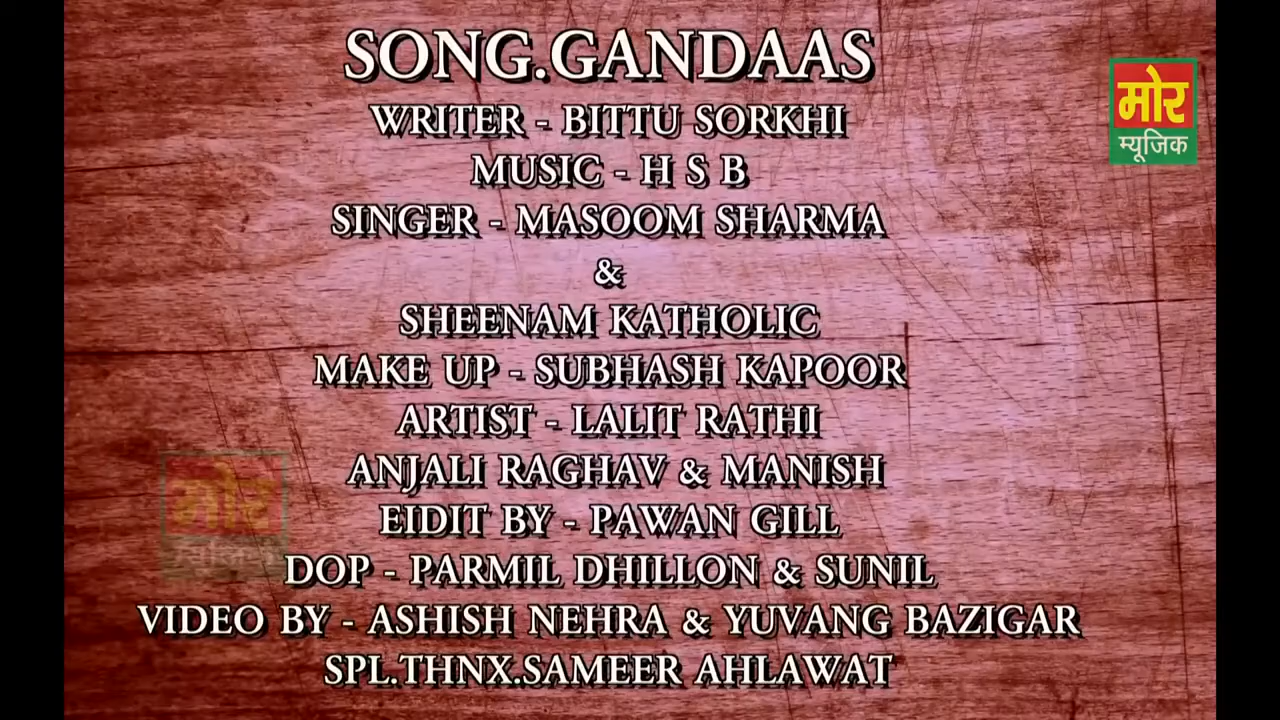 SONG.GANDAAS
WRITER - BITTU SORKHI
MUSIC - H S B
SINGER - MASOOM SHARMA
&
SHEENAM KATHOLIC
MAKE UP - SUBHASH KAPOOR
ARTIST - LALIT RATHI
ANJALI RAGHAV & MANISH
EIDIT BY - PAWAN GILL
DOP - PARMIL DHILLON & SUNIL
VIDEO BY - ASHISH NEHRA & YUVANG BAZIGAR
SPL.THNX.SAMEER AHLAWAT
मोर
म्यूजिक
मोर
म्यूजिक